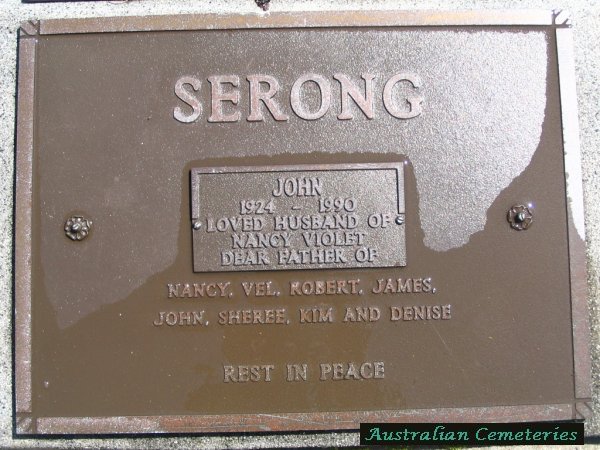 SERONG
JOHN
1924 - 1990
LOVED HUSBAND OF
NANCY VIOLET
DEAR FATHER OF
NANCY, VEL, ROBERT, JAMES,
JOHN, SHEREE, KIM AND DENISE
REST IN PEACE
Australian Cemeteries